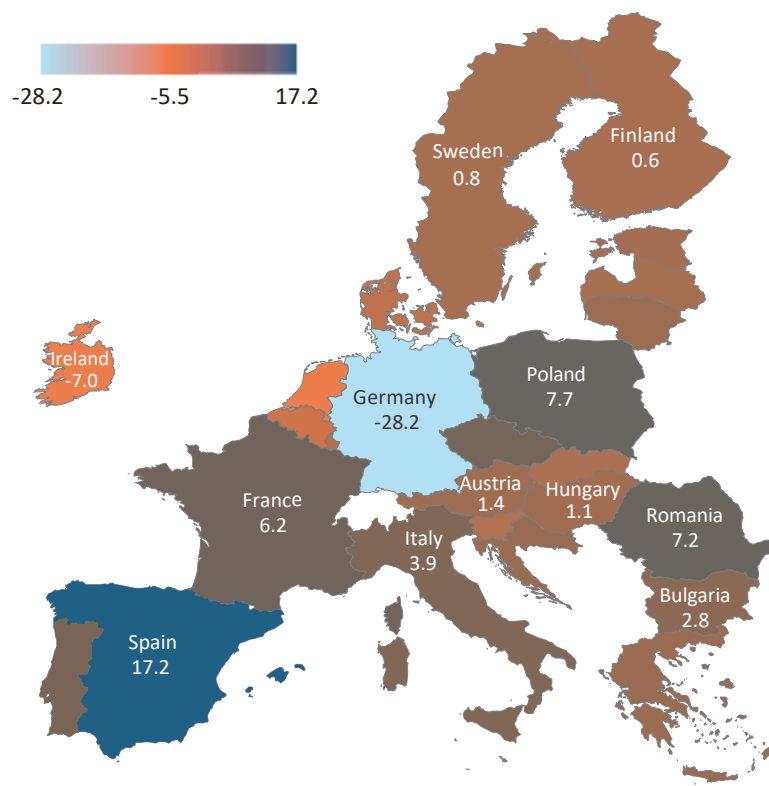 -28.2 -5.5 17.2
Sweden
0.8
Finland
0.6
Ireland
-7.0
Germany
-28.2
Poland
7.7
France
6.2
Austria
1.4
Hungary
1.1
Romania
7.2
Italy
3.9
Bulgaria
2.8
Spain
17.2